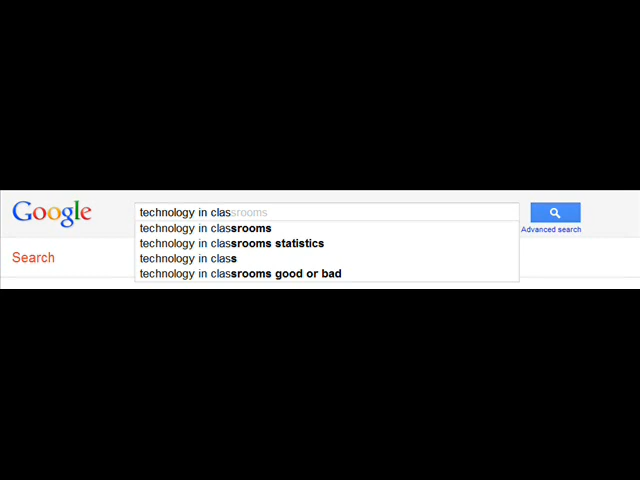 Google
technology in classrooms
Advanced search
technology in classrooms
technology in classrooms statistics
technology in class
technology in classrooms good or bad
Search